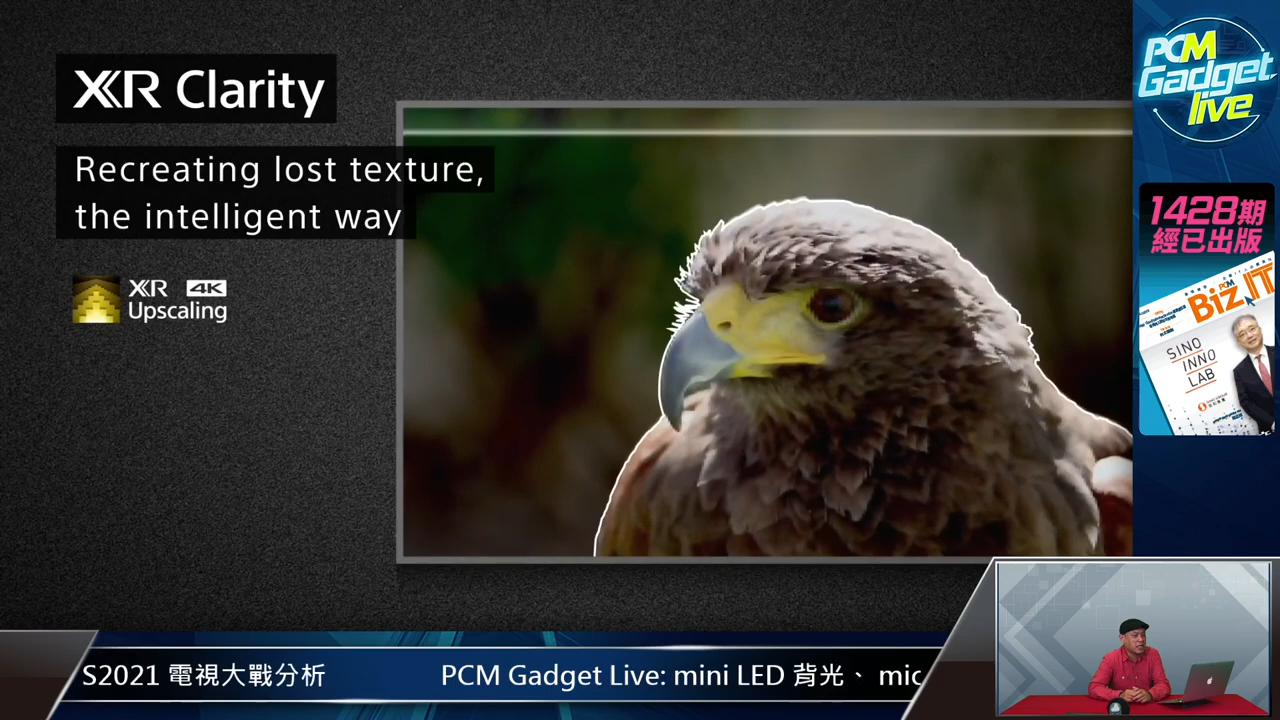 XR Clarity
Recreating lost texture,
the intelligent way
XR 4K
Upscaling
PCM
Gadget
live
1428期
經已出版
PCM
Biz IT
SINO
INNO
LAB
S2021 電視大戰分析 PCM Gadget Live: mini LED 背光、 mic